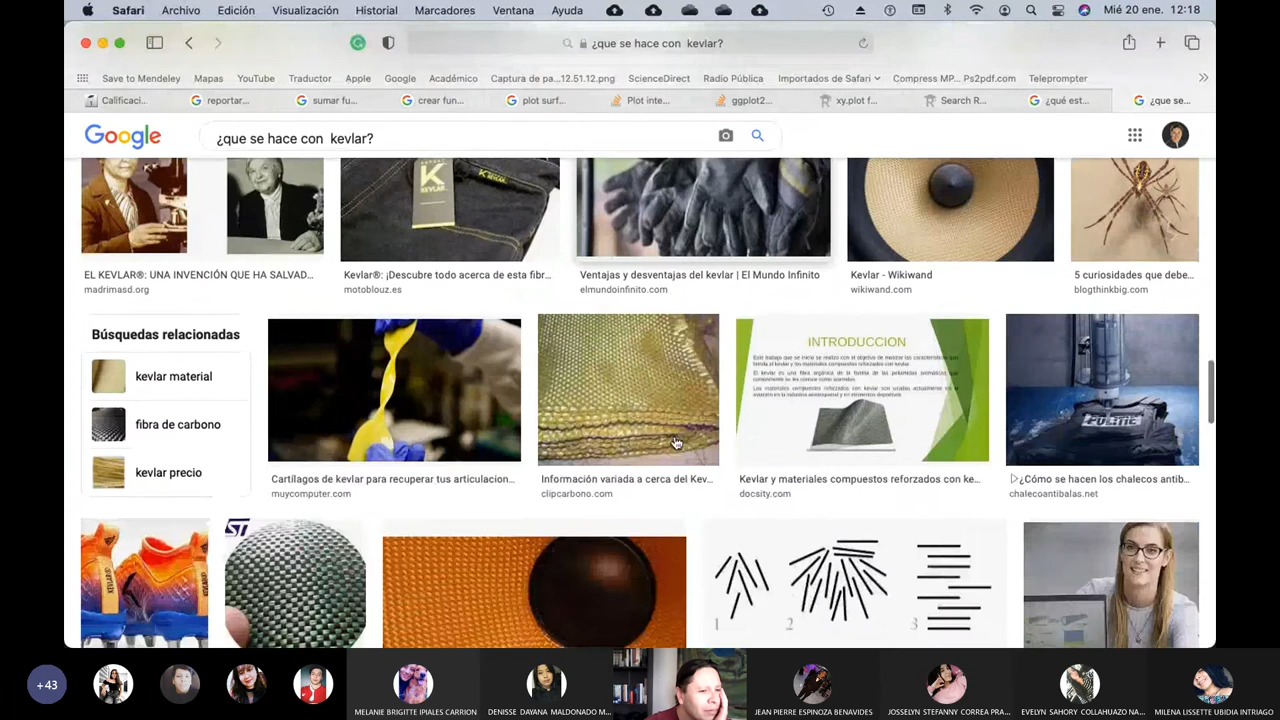 Safari Archivo Edición Visualización Historial Marcadores Ventana Ayuda Mié 20 ene. 12:18
¿que se hace con kevlar?
Save to Mendeley Mapas YouTube Traductor Apple Google Académico Captura de pa...12.51.12.png ScienceDirect Radio Pública Importados de Safari Compress MP... Ps2pdf.com Teleprompter
Calificaci... reportar... sumar fu... crear fun... plot surf... Plot inte... ggplot2... xy.plot f... Search R... ¿qué est... ¿que se...
Google ¿que se hace con kevlar?
K
KEVLAR
KEVLAR
EL KEVLAR®: UNA INVENCIÓN QUE HA SALVAD... Kevlar®: ¡Descubre todo acerca de esta fibr... Ventajas y desventajas del kevlar | El Mundo Infinito Kevlar - Wikiwand 5 curiosidades que debe...
madrimasd.org motoblouz.es elmundoinfinito.com wikiwand.com blogthinkbig.com
Búsquedas relacionadas
kevlar material
fibra de carbono
kevlar precio
INTRODUCCION
Cartílagos de kevlar para recuperar tus articulacion... Información variada a cerca del Kev... Kevlar y materiales compuestos reforzados con ke... ¿Cómo se hacen los chalecos antib...
muycomputer.com clipcarbono.com docsity.com chalecoantibalas.net
ST
KEVLAR
1 2 3
+43
MELANIE BRIGITTE IPIALES CARRION DENISE DAYANA MALDONADO M... JEAN PIERRE ESPINOZA BENAVIDES JOSSELYN STEFANNY CORREA PRA... EVELYN SAHORY COLLAHUAZO NA... MILENA LISSETTE UBIDIA INTRIAGO